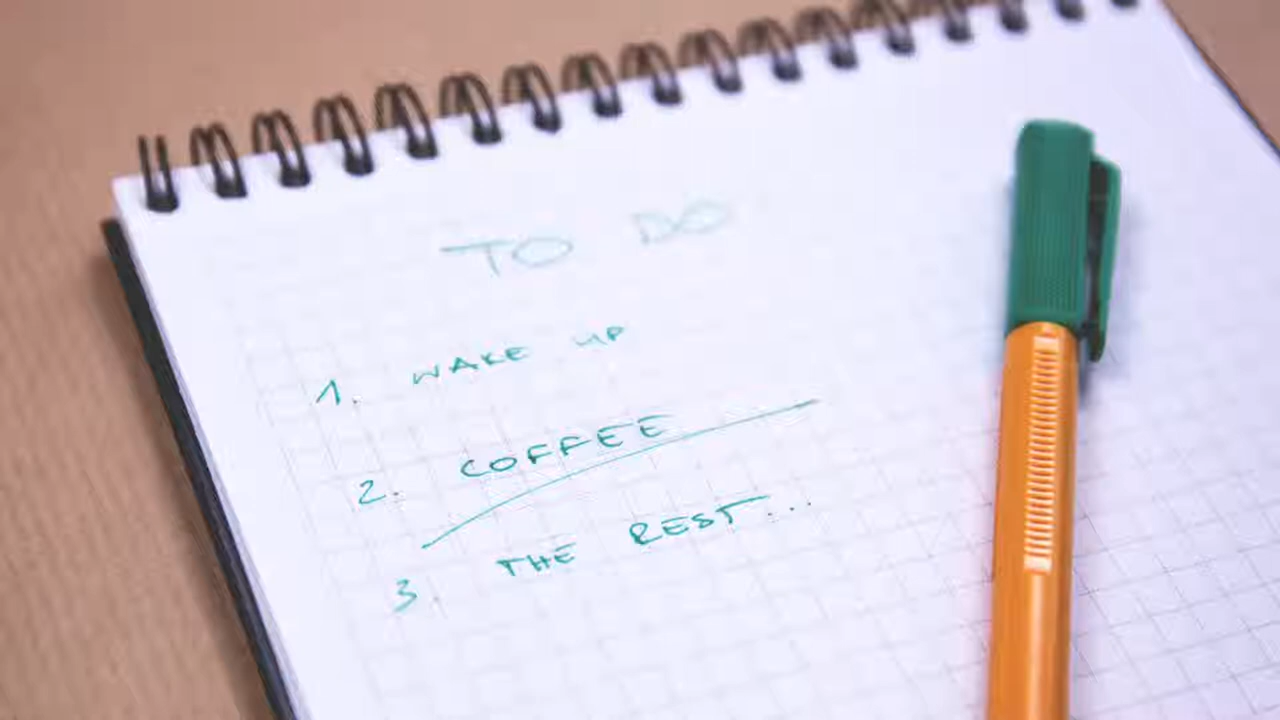 TO DO
1. WAKE UP
2. COFFEE
3. THE REST...